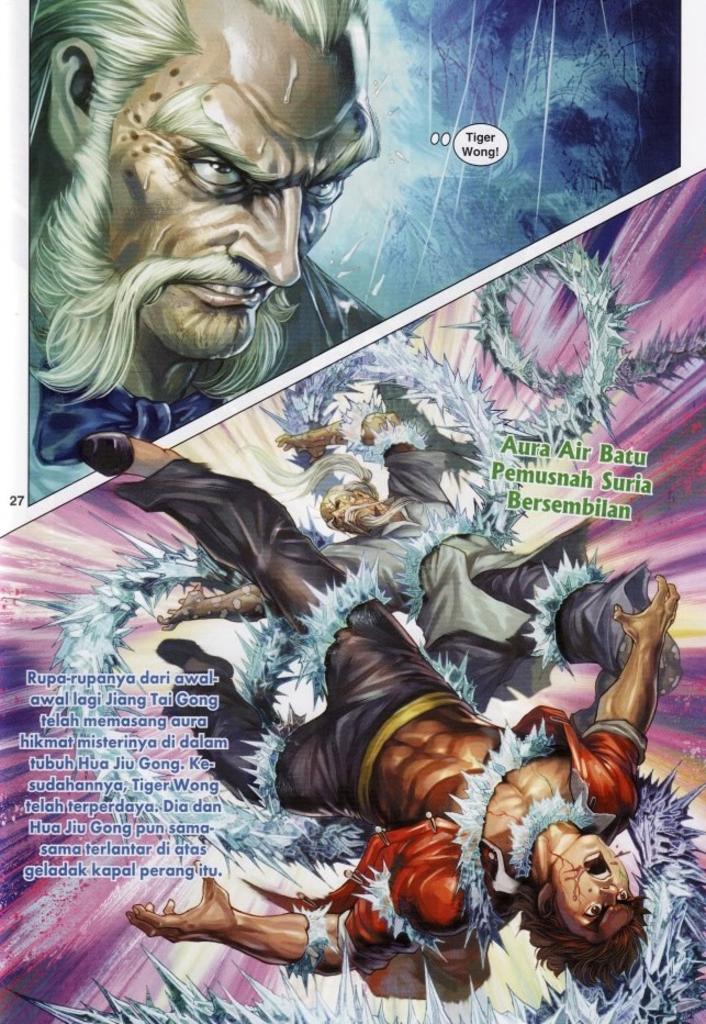 Tiger
Wong!
27
Aura Air Batu
Pemusnah Suria
Bersembilan
Rupa-rupanya dari awal-
awal lagi Jiang Tai Gong
telah memasang aura
hikmat misterinya di dalam
tubuh Hua Jiu Gong. Ke-
sudahannya, Tiger Wong
telah terperdaya. Dia dan
Hua Jiu Gong pun sama-
sama terlantar di atas
geladak kapal perang itu.